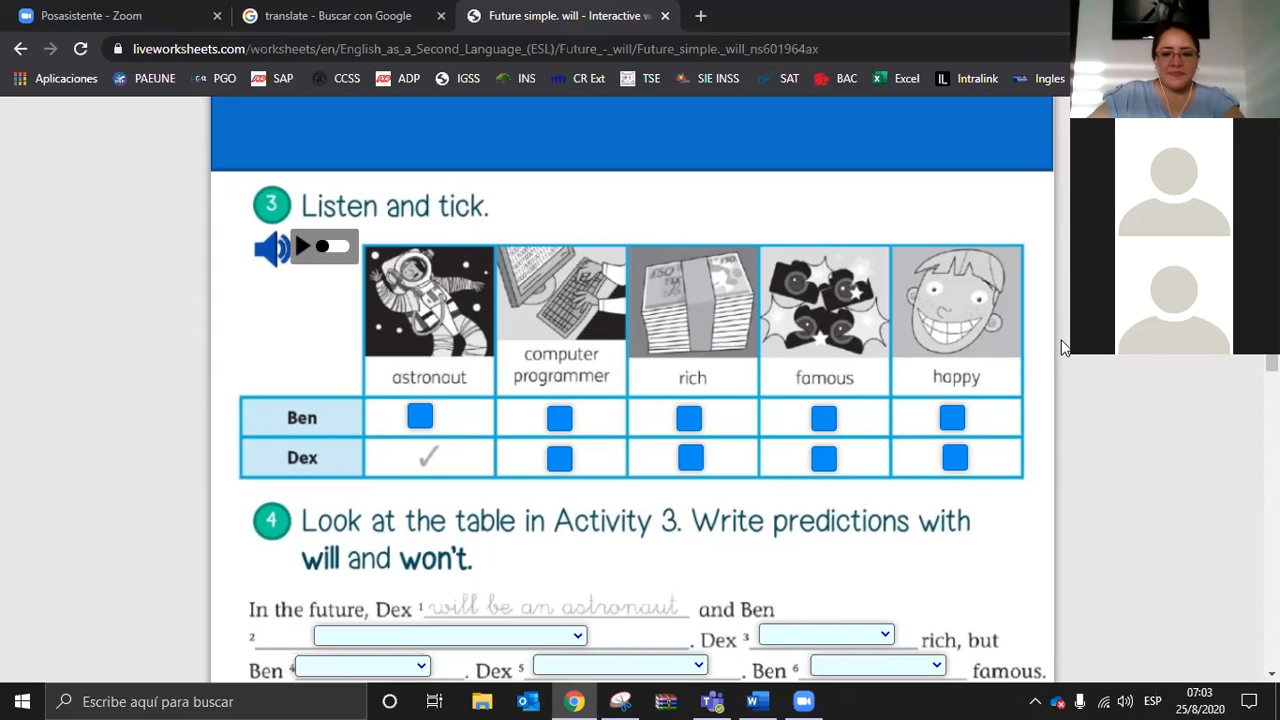 Posasistente - Zoom
translate - Buscar con Google
Future simple. will - Interactive w
liveworksheets.com/worksheets/en/English_as_a_Second_Language_(ESL)/Future_-_will/Future_simple._will_ns601964ax
Aplicaciones PAEUNE PGO SAP CCSS ADP IGSS INS CR Ext TSE SIE INSS SAT BAC Excel Intralink Ingles
3 Listen and tick.
astronaut
computer programmer
rich
famous
happy
Ben
Dex
4 Look at the table in Activity 3. Write predictions with
will and won't.
In the future, Dex 1 will be an astronaut and Ben
2 . Dex 3 rich, but
Ben 4 . Dex 5 . Ben 6 famous.
Escribe aquí para buscar
ESP
07:03
25/8/2020